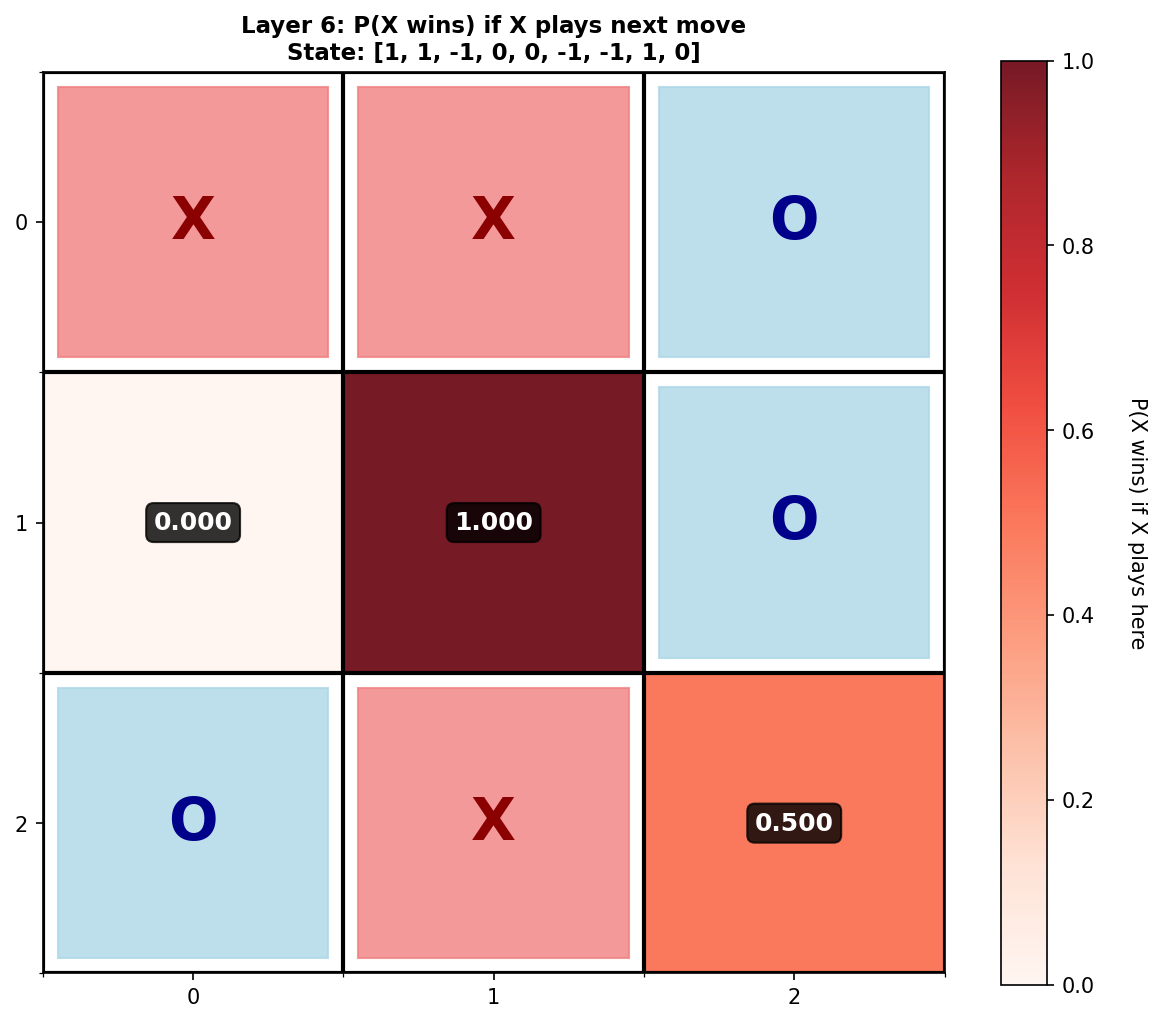 Layer 6: P(X wins) if X plays next move
State: [1, 1, -1, 0, 0, -1, -1, 1, 0]
0
X
X
O
1
0.000
1.000
O
2
O
X
0.500
0
1
2
1.0
0.8
0.6
0.4
0.2
0.0
P(X wins) if X plays here